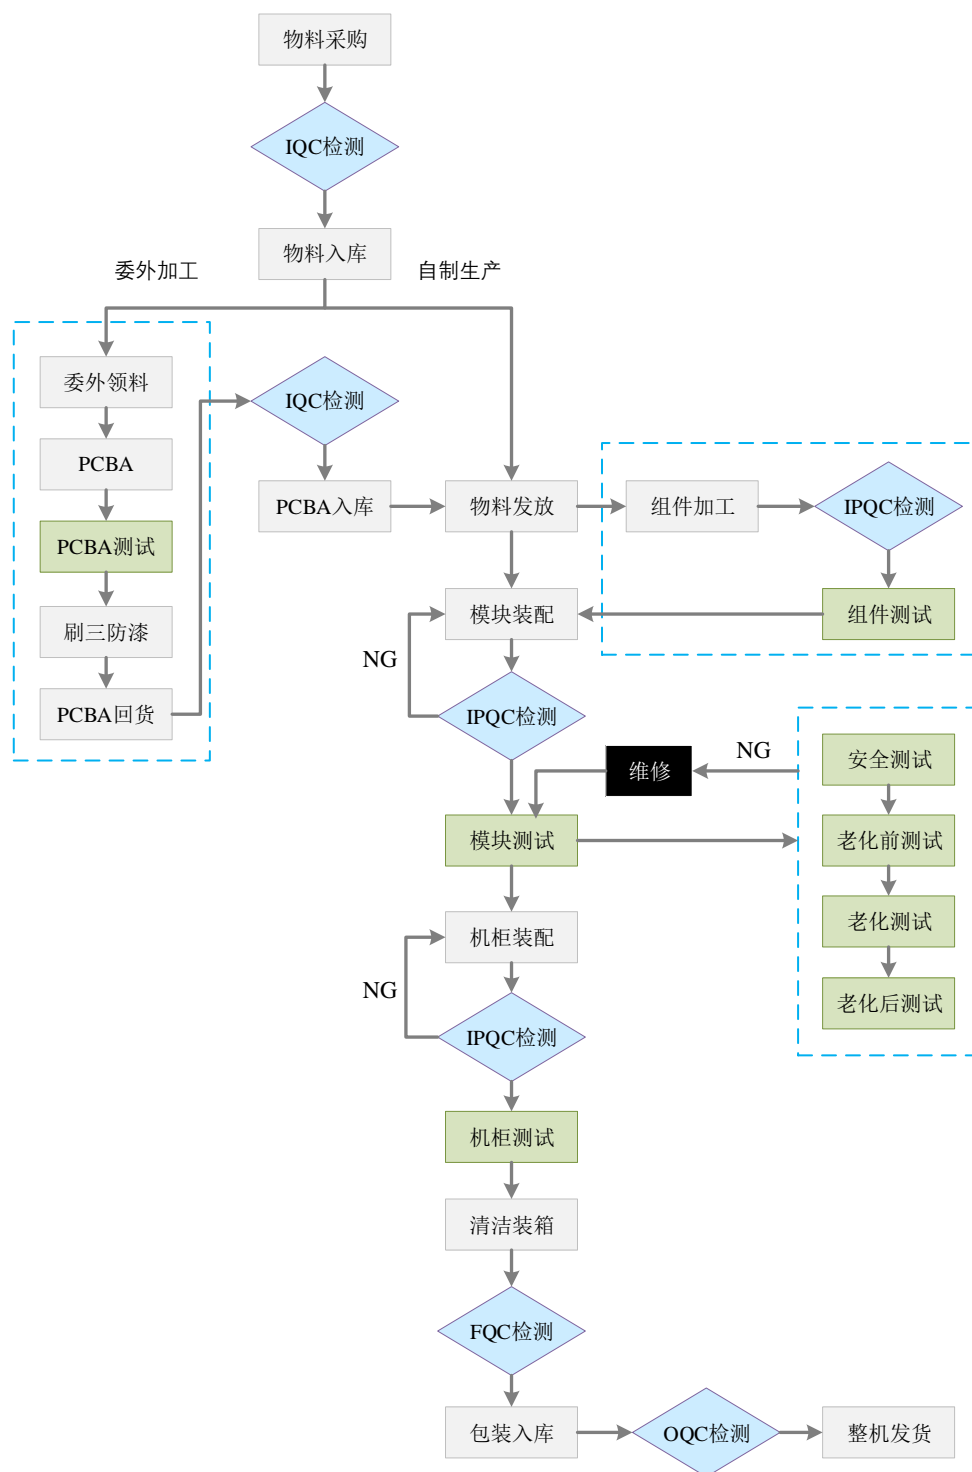 物料采购
IQC检测
物料入库
委外加工
自制生产
委外领料
PCBA
PCBA测试
刷三防漆
PCBA回货
IQC检测
PCBA入库
物料发放
组件加工
IPQC检测
组件测试
模块装配
NG
IPQC检测
维修
NG
模块测试
安全测试
老化前测试
老化测试
老化后测试
机柜装配
NG
IPQC检测
机柜测试
清洁装箱
FQC检测
包装入库
OQC检测
整机发货